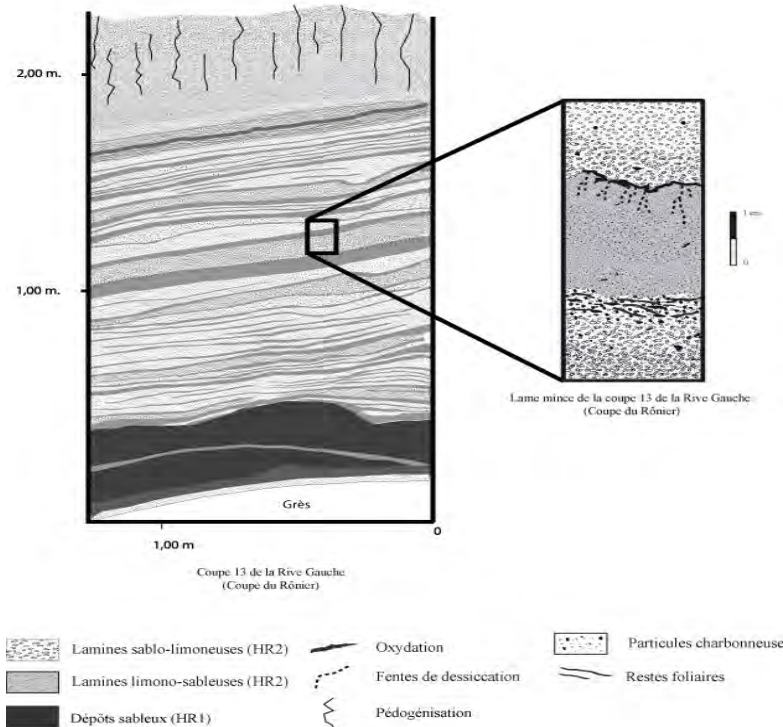 2,00 m.
1,00 m.
Grès
1,00 m
0
Coupe 13 de la Rive Gauche
(Coupe du Rônier)
1 cm
0
Lame mince de la coupe 13 de la Rive Gauche
(Coupe du Rônier)
Lamines sablo-limoneuses (HR2)
Oxydation
Particules charbonneuse
Lamines limono-sableuses (HR2)
Fentes de dessiccation
Restes foliaires
Dépôts sableux (HR1)
Pédogénisation